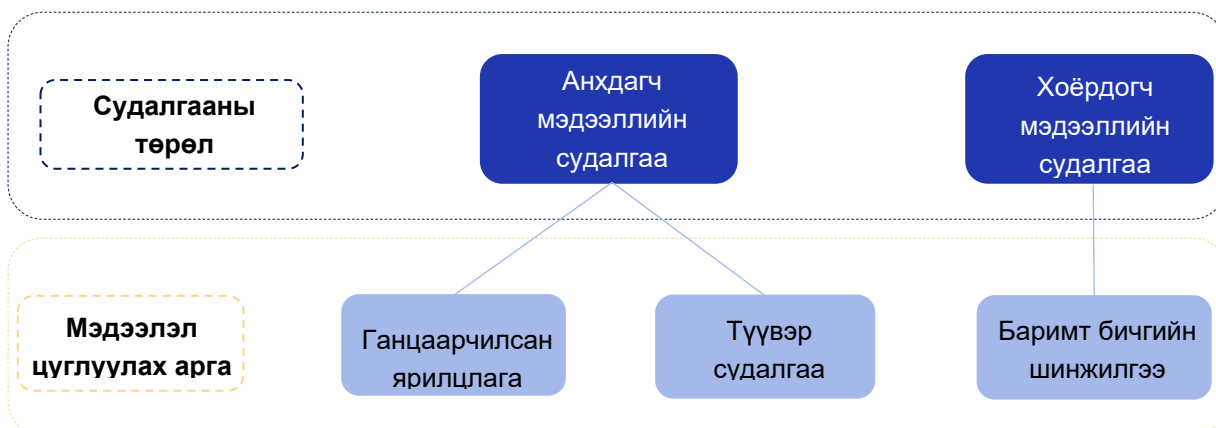 Судалгааны
төрөл
Анхдагч
мэдээллийн
судалгаа
Хоёрдогч
мэдээллийн
судалгаа
Мэдээлэл
цуглуулах арга
Ганцаарчилсан
ярилцлага
Түүвэр
судалгаа
Баримт бичгийн
шинжилгээ